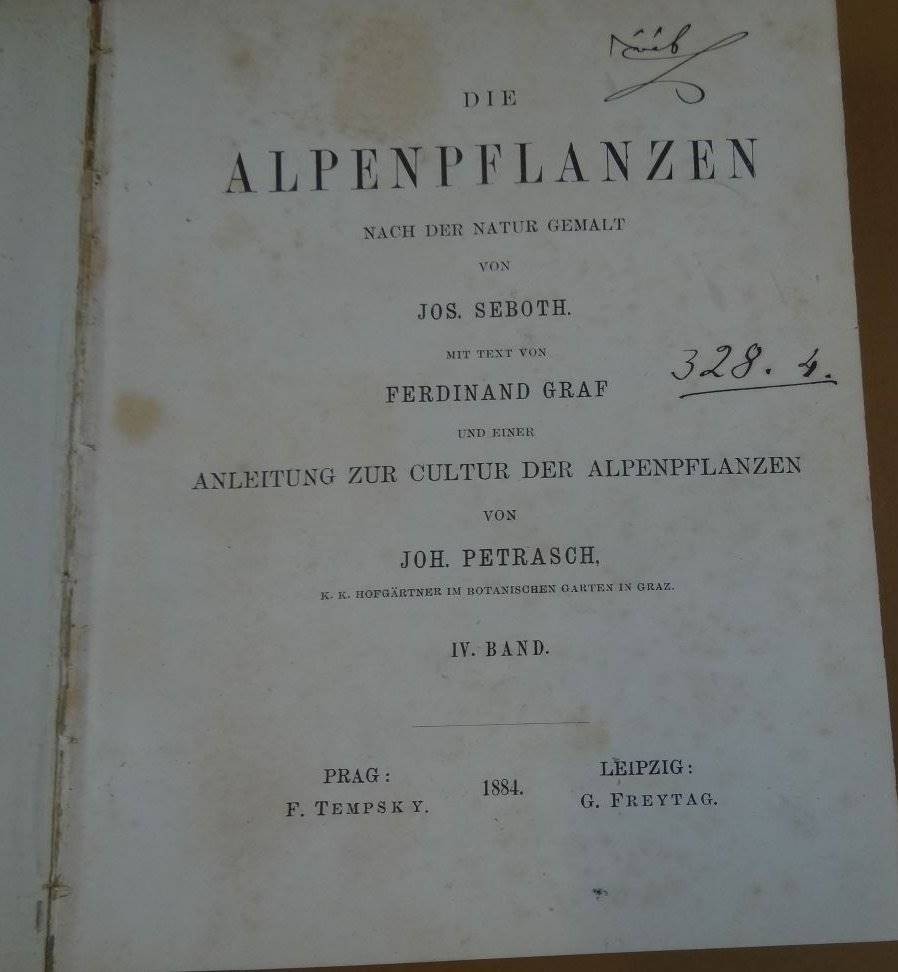 DIE
ALPENPFLANZEN
NACH DER NATUR GEMALT
VON
JOS. SEBOTH.
MIT TEXT VON
FERDINAND GRAF
328. 4.
UND EINER
ANLEITUNG ZUR CULTUR DER ALPENPFLANZEN
VON
JOH. PETRASCH,
K. K. HOFGÄRTNER IM BOTANISCHEN GARTEN IN GRAZ.
IV. BAND.
PRAG: 1884. LEIPZIG:
F. TEMPSKY. G. FREYTAG.